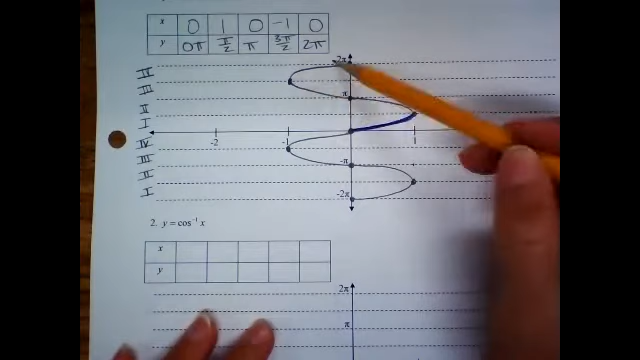 x 0 1 0 -1 0
y 0π π/2 π 3π/2 2π
2π
II
III
π
II
I
-2 -1 1
IV
III
-π
II
I
-2π
2. y = cos⁻¹ x
x
y
2π
π